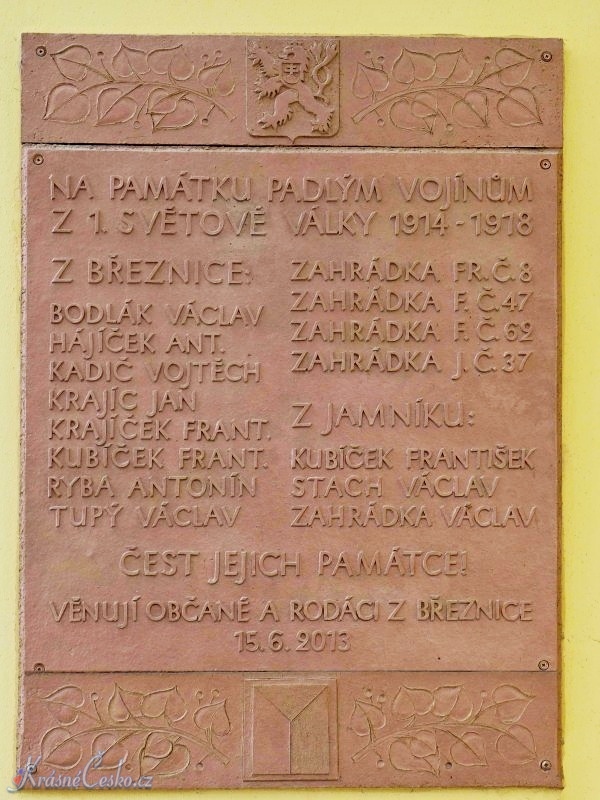 NA PAMÁTKU PADLÝM VOJÍNŮM
Z 1. SVĚTOVÉ VÁLKY 1914 - 1918
Z BŘEZNICE:
BODLÁK VÁCLAV
HÁJÍČEK ANT.
KADIČ VOJTĚCH
KRAJÍC JAN
KRAJÍČEK FRANT.
KUBÍČEK FRANT.
RYBA ANTONÍN
TUPÝ VÁCLAV
ZAHRÁDKA FR. Č. 8
ZAHRÁDKA F. Č. 47
ZAHRÁDKA F. Č. 62
ZAHRÁDKA J. Č. 37
Z JAMNÍKU:
KUBÍČEK FRANTIŠEK
STACH VÁCLAV
ZAHRÁDKA VÁCLAV
ČEST JEJICH PAMÁTCE!
VĚNUJÍ OBČANÉ A RODÁCI Z BŘEZNICE
15. 6. 2013
KrásnéČesko.cz